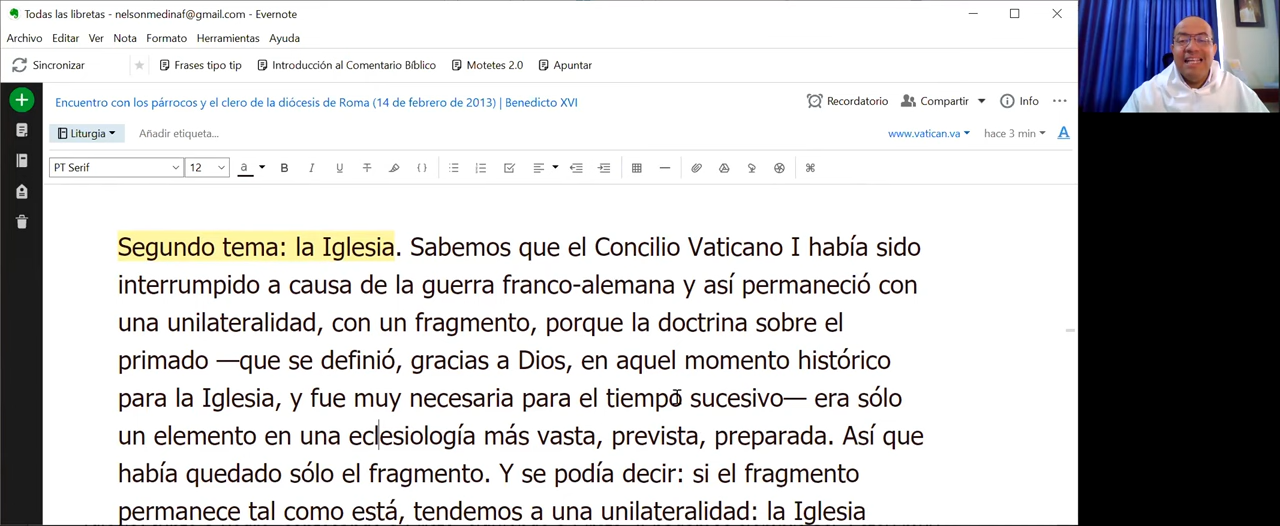 Todas las libretas - nelsonmedinaf@gmail.com - Evernote
Archivo Editar Ver Nota Formato Herramientas Ayuda
Sincronizar Frases tipo tip Introducción al Comentario Bíblico Motetes 2.0 Apuntar
Encuentro con los párrocos y el clero de la diócesis de Roma (14 de febrero de 2013) | Benedicto XVI Recordatorio Compartir Info
Liturgia Añadir etiqueta... www.vatican.va hace 3 min A
PT Serif 12 a B I U T
Segundo tema: la Iglesia. Sabemos que el Concilio Vaticano I había sido
interrumpido a causa de la guerra franco-alemana y así permaneció con
una unilateralidad, con un fragmento, porque la doctrina sobre el
primado —que se definió, gracias a Dios, en aquel momento histórico
para la Iglesia, y fue muy necesaria para el tiempo sucesivo— era sólo
un elemento en una eclesiología más vasta, prevista, preparada. Así que
había quedado sólo el fragmento. Y se podía decir: si el fragmento
permanece tal como está, tendemos a una unilateralidad: la Iglesia